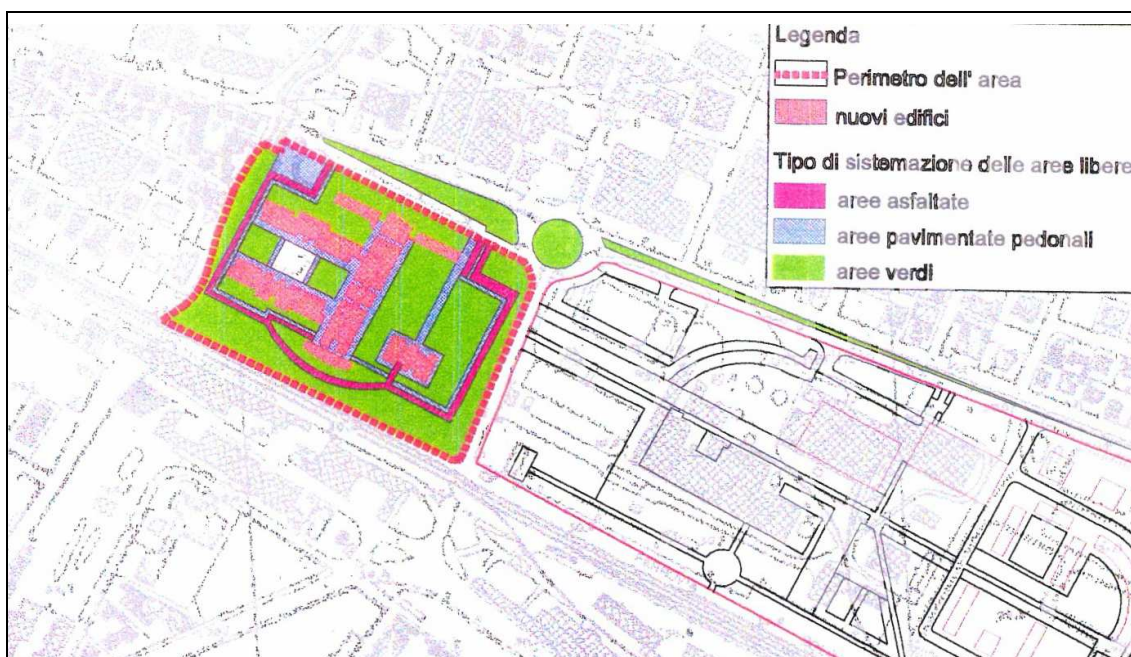 Legenda
Perimetro dell' area
nuovi edifici
Tipo di sistemazione delle aree libere
aree asfaltate
aree pavimentate pedonali
aree verdi